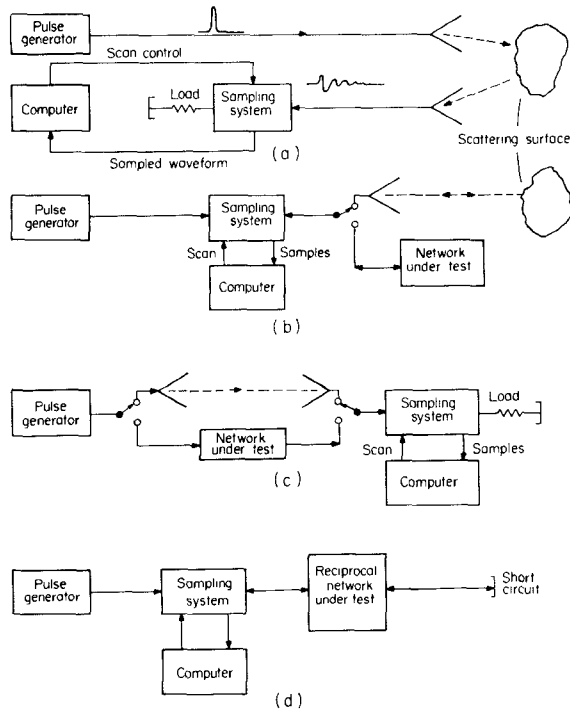 Pulse
generator
Scan control
Computer
Load
Sampling
system
Sampled waveform
(a)
Scattering surface
Pulse
generator
Sampling
system
Scan
Samples
Computer
Network
under test
(b)
Pulse
generator
Network
under test
Sampling
system
Load
Scan
Samples
Computer
(c)
Pulse
generator
Sampling
system
Reciprocal
network
under test
Short
circuit
Computer
(d)